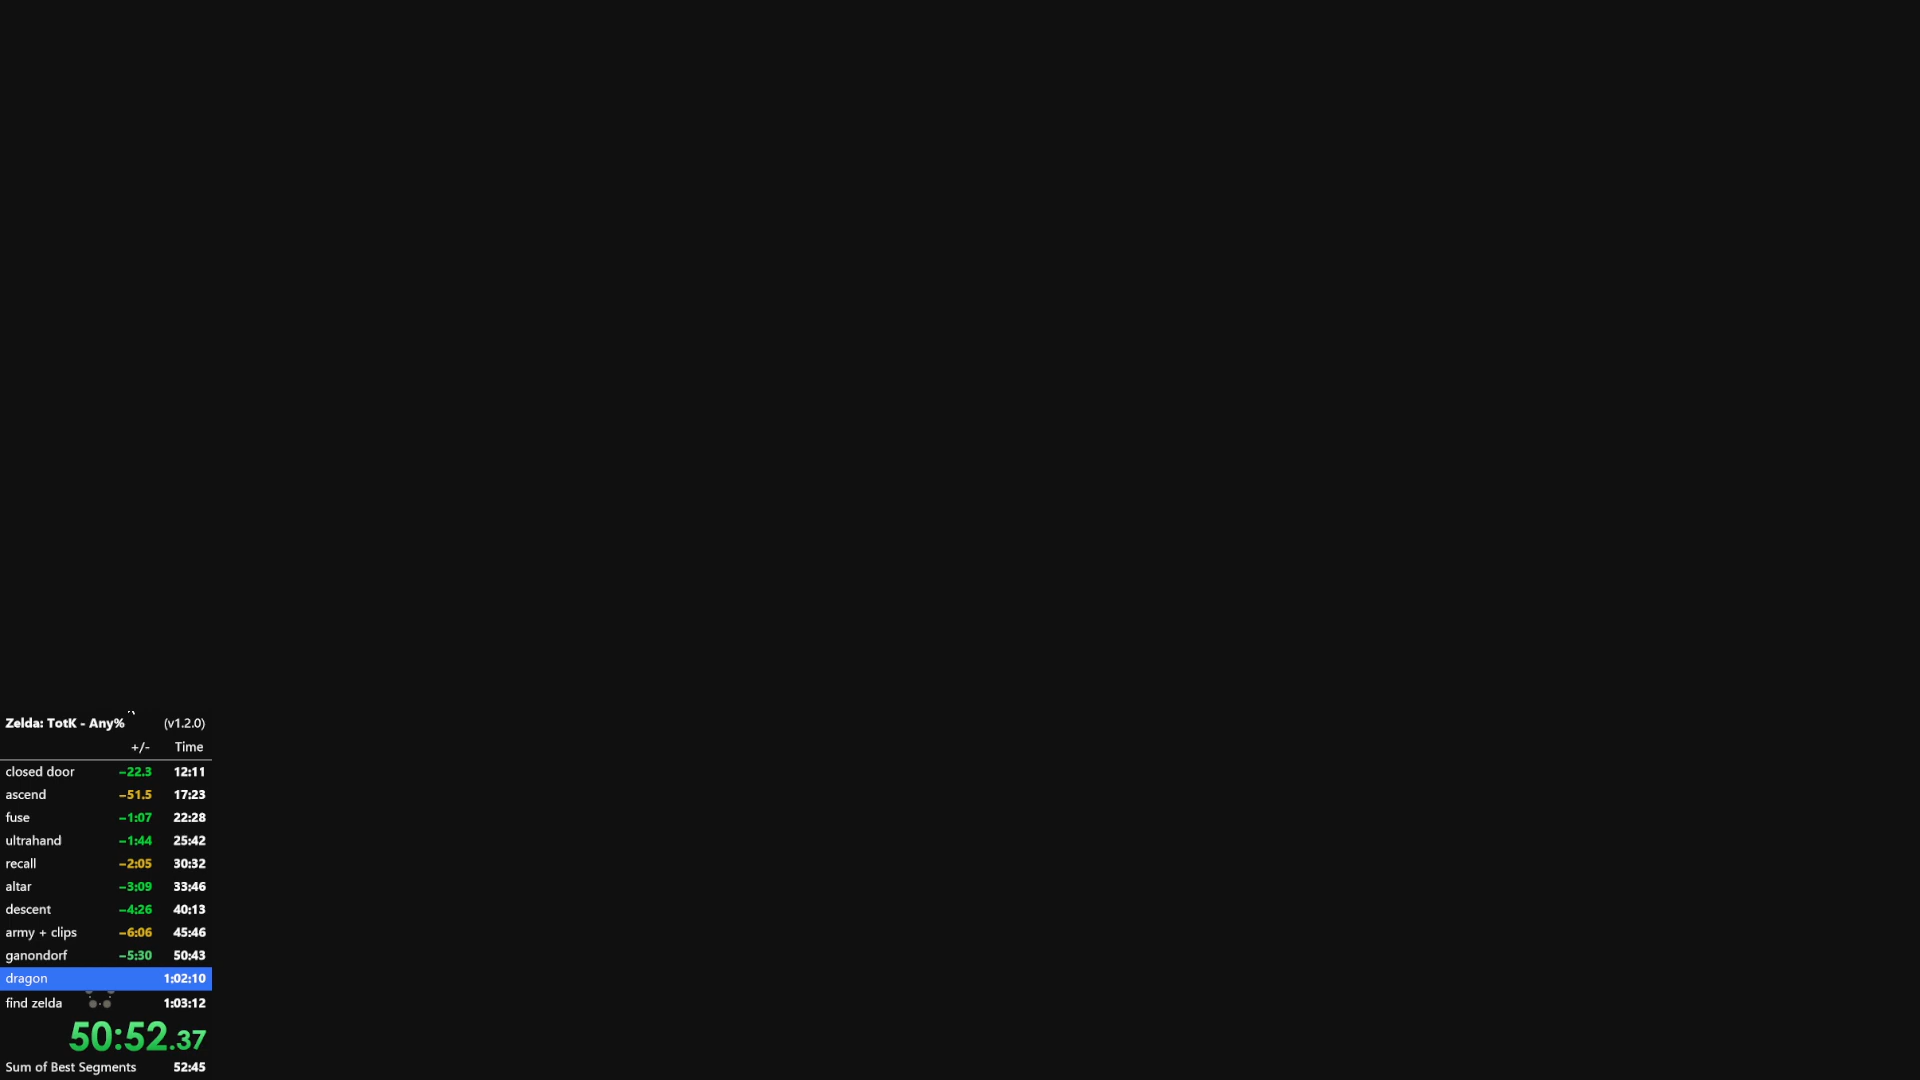 Zelda: TotK - Any% (v1.2.0)
+/- Time
closed door −22.3 12:11
ascend −51.5 17:23
fuse −1:07 22:28
ultrahand −1:44 25:42
recall −2:05 30:32
altar −3:09 33:46
descent −4:26 40:13
army + clips −6:06 45:46
ganondorf −5:30 50:43
dragon 1:02:10
find zelda 1:03:12
50:52.37
Sum of Best Segments 52:45